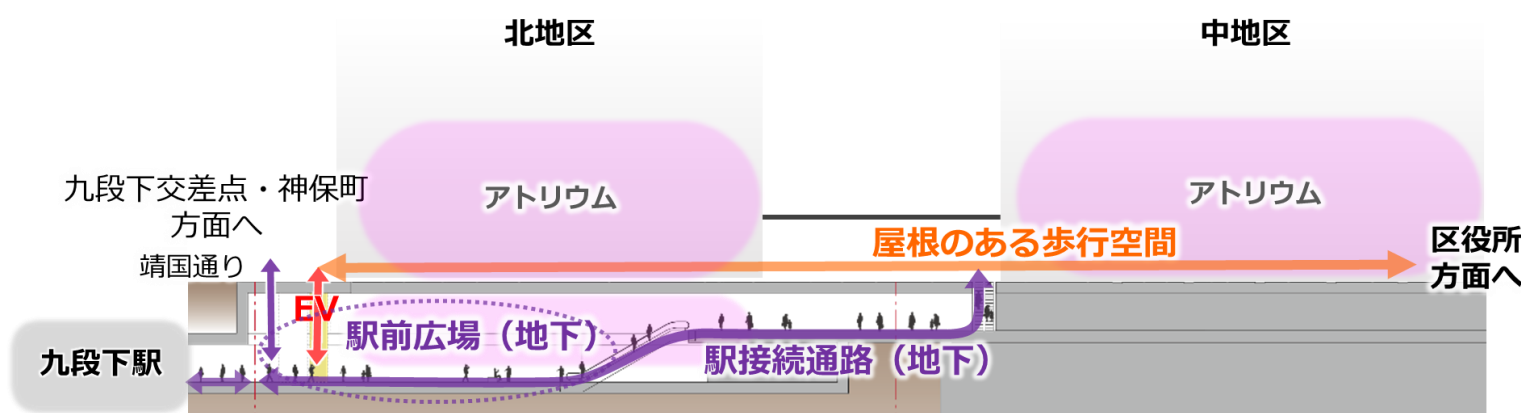 北地区
中地区
アトリウム
アトリウム
九段下交差点・神保町
方面へ
靖国通り
屋根のある歩行空間
区役所
方面へ
EV
駅前広場（地下）
駅接続通路（地下）
九段下駅